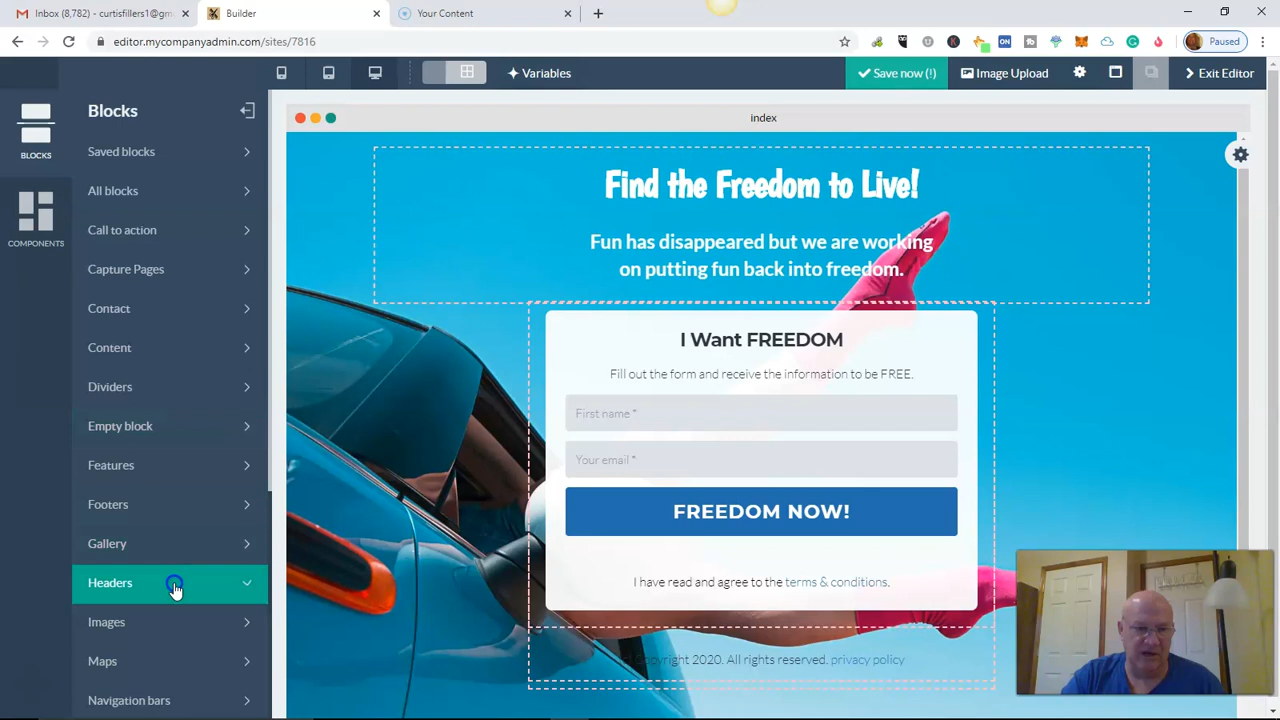 Inbox (8,782) - curtisfillers1@gm
Builder
Your Content
editor.mycompanyadmin.com/sites/7816
ON
Paused
Variables
Save now (!)
Image Upload
Exit Editor
BLOCKS
COMPONENTS
Blocks
Saved blocks
All blocks
Call to action
Capture Pages
Contact
Content
Dividers
Empty block
Features
Footers
Gallery
Headers
Images
Maps
Navigation bars
index
Find the Freedom to Live!
Fun has disappeared but we are working
on putting fun back into freedom.
I Want FREEDOM
Fill out the form and receive the information to be FREE.
First name *
Your email *
FREEDOM NOW!
I have read and agree to the terms & conditions.
Copyright 2020. All rights reserved. privacy policy